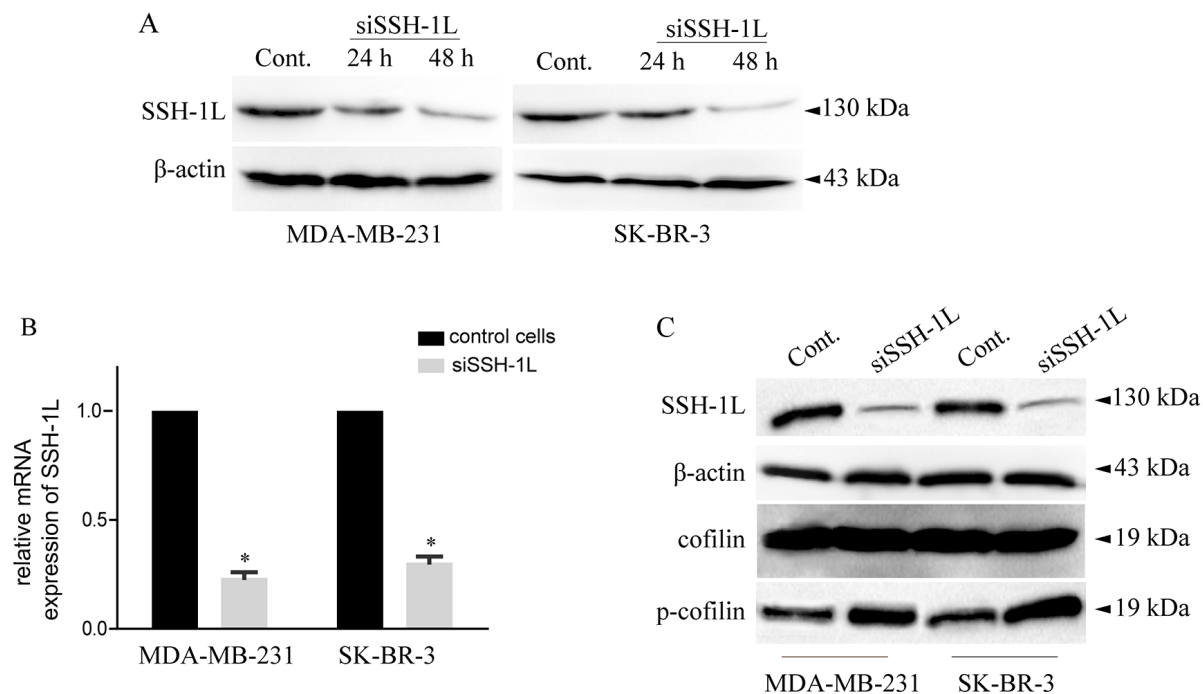 A
siSSH-1L
siSSH-1L
Cont.
24 h
48 h
Cont.
24 h
48 h
SSH-1L
130 kDa
β-actin
43 kDa
MDA-MB-231
SK-BR-3
B
control cells
siSSH-1L
relative mRNA
expression of SSH-1L
1.0
0.5
0.0
*
*
MDA-MB-231
SK-BR-3
C
Cont.
siSSH-1L
Cont.
siSSH-1L
SSH-1L
130 kDa
β-actin
43 kDa
cofilin
19 kDa
p-cofilin
19 kDa
MDA-MB-231
SK-BR-3